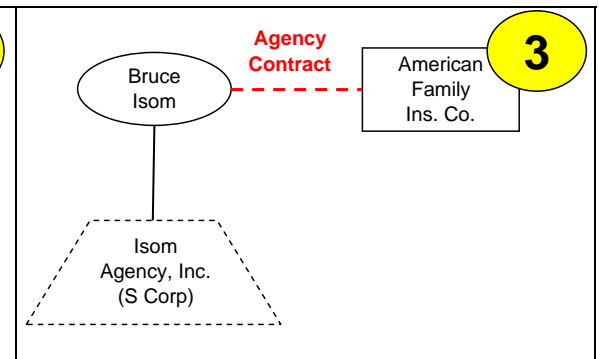 Agency
Contract
3
Bruce
Isom
American
Family
Ins. Co.
Isom
Agency, Inc.
(S Corp)